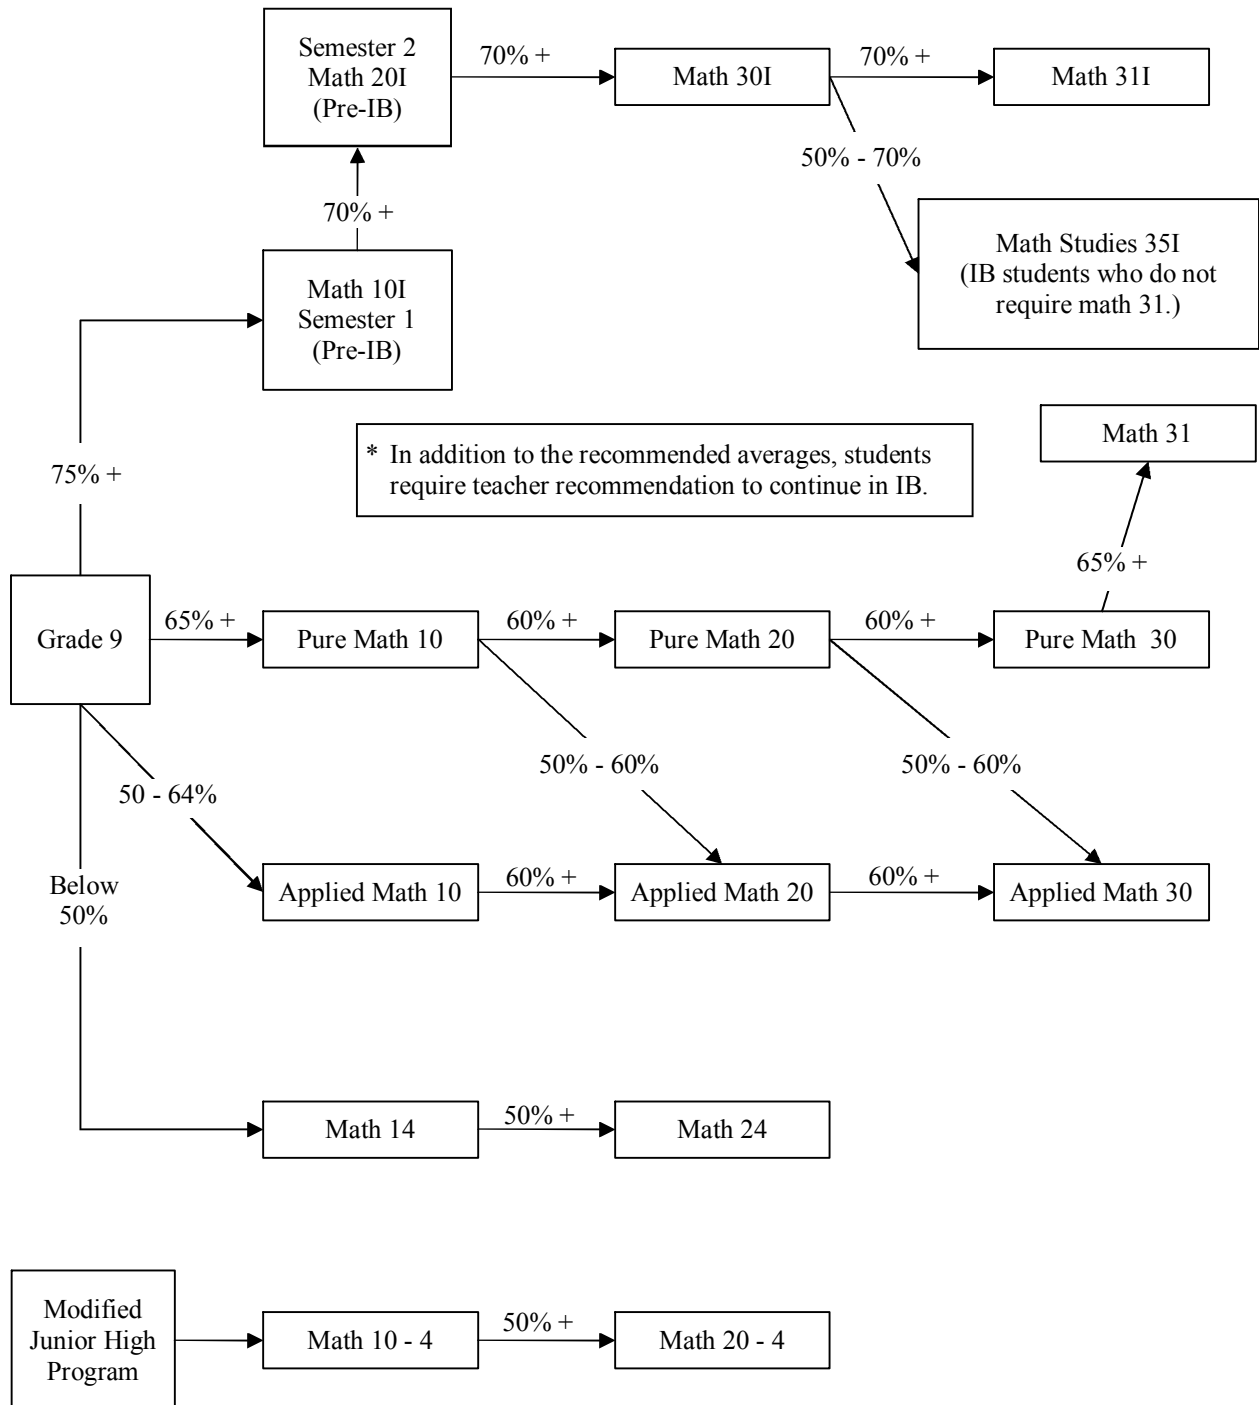 Semester 2
Math 20I
(Pre-IB)
70% +
Math 30I
70% +
Math 31I
50% - 70%
70% +
Math Studies 35I
(IB students who do not
require math 31.)
Math 10I
Semester 1
(Pre-IB)
75% +
* In addition to the recommended averages, students
require teacher recommendation to continue in IB.
Math 31
65% +
Grade 9
65% +
Pure Math 10
60% +
Pure Math 20
60% +
Pure Math 30
50 - 64%
50% - 60%
50% - 60%
Below
50%
Applied Math 10
60% +
Applied Math 20
60% +
Applied Math 30
Math 14
50% +
Math 24
Modified
Junior High
Program
Math 10 - 4
50% +
Math 20 - 4